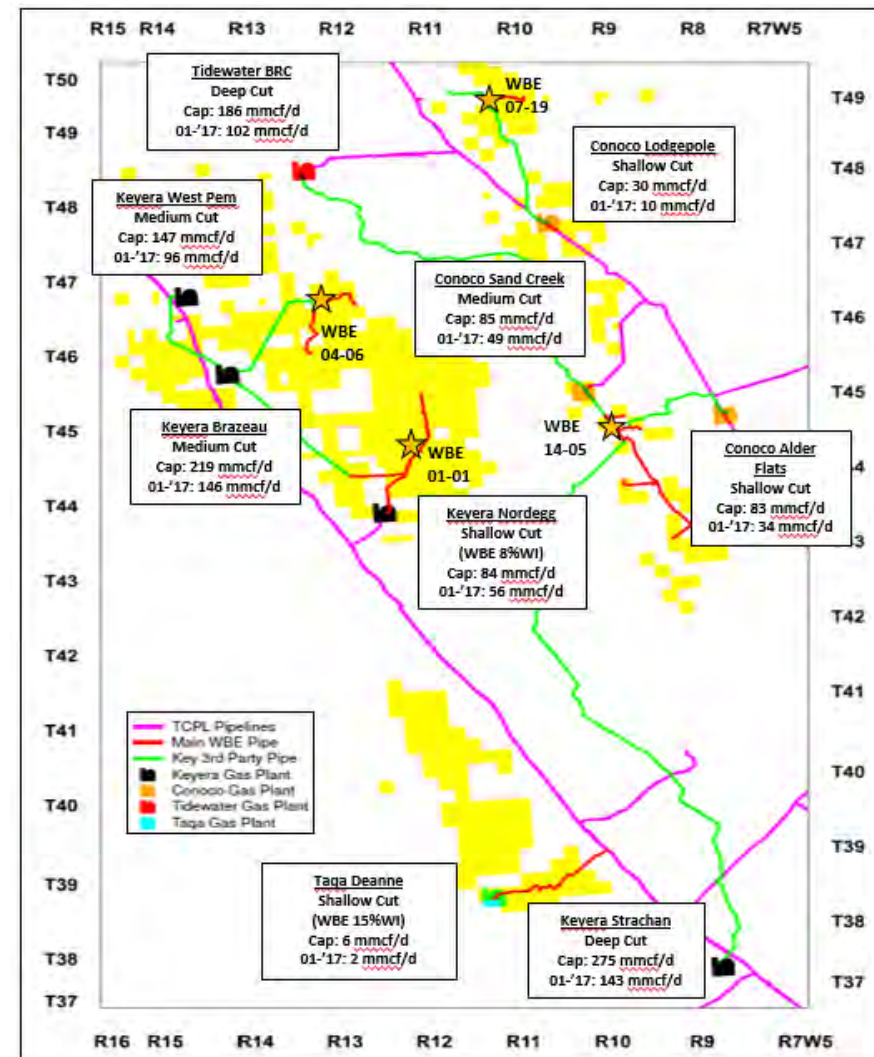 R15 R14 R13 R12 R11 R10 R9 R8 R7W5
T50
T49
T48
T47
T46
T45
T44
T43
T42
T41
T40
T39
T38
T37
Tidewater BRC
Deep Cut
Cap: 186 mmcf/d
01-’17: 102 mmcf/d
WBE
07-19
Conoco Lodgepole
Shallow Cut
Cap: 30 mmcf/d
01-’17: 10 mmcf/d
Keyera West Pem
Medium Cut
Cap: 147 mmcf/d
01-’17: 96 mmcf/d
Conoco Sand Creek
Medium Cut
Cap: 85 mmcf/d
01-’17: 49 mmcf/d
WBE
04-06
Keyera Brazeau
Medium Cut
Cap: 219 mmcf/d
01-’17: 146 mmcf/d
WBE
01-01
WBE
14-05
Conoco Alder
Flats
Shallow Cut
Cap: 83 mmcf/d
01-’17: 34 mmcf/d
Keyera Nordegg
Shallow Cut
(WBE 8%WI)
Cap: 84 mmcf/d
01-’17: 56 mmcf/d
TCPL Pipelines
Main WBE Pipe
Key 3rd Party Pipe
Keyera Gas Plant
Conoco Gas Plant
Tidewater Gas Plant
Taqa Gas Plant
Taqa Deanne
Shallow Cut
(WBE 15%WI)
Cap: 6 mmcf/d
01-’17: 2 mmcf/d
Keyera Strachan
Deep Cut
Cap: 275 mmcf/d
01-’17: 143 mmcf/d
T49
T48
T47
T46
T45
4
3
T42
T41
T40
T39
T38
T37
R16 R15 R14 R13 R12 R11 R10 R9 R7W5